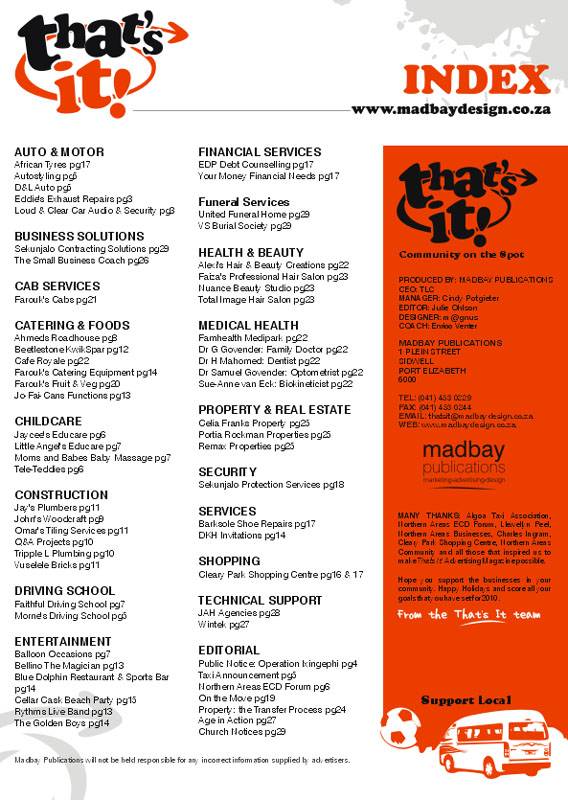 that's
it!
INDEX
www.madbaydesign.co.za
AUTO & MOTOR
African Tyres pg17
Autostyling pg5
D&L Auto pg5
Eddie's Exhaust Repairs pg3
Loud & Clear Car Audio & Security pg3
BUSINESS SOLUTIONS
Sekunjalo Contracting Solutions pg29
The Small Business Coach pg26
CAB SERVICES
Farouk's Cabs pg21
CATERING & FOODS
Ahmeds Roadhouse pg8
Beetlestone KwikSpar pg12
Cafe Royale pg22
Farouk's Catering Equipment pg14
Farouk's Fruit & Veg pg20
Jo Fai-Cans Functions pg13
CHILDCARE
Jaycee's Educare pg6
Little Angel's Educare pg7
Moms and Babes Baby Massage pg7
Tele-Teddies pg6
CONSTRUCTION
Jay's Plumbers pg11
John's Woodcraft pg9
Omar's Tiling Services pg11
Q&A Projects pg10
Tripple L Plumbing pg10
Vuselele Bricks pg11
DRIVING SCHOOL
Faithful Driving School pg7
Morne's Driving School pg5
ENTERTAINMENT
Balloon Occasions pg7
Bellino The Magician pg13
Blue Dolphin Restaurant & Sports Bar
pg14
Cellar Cask Beach Party pg15
Rythms Live Band pg13
The Golden Boys pg14
FINANCIAL SERVICES
EDP Debt Counselling pg17
Your Money Financial Needs pg17
Funeral Services
United Funeral Home pg29
VS Burial Society pg29
HEALTH & BEAUTY
Alexi's Hair & Beauty Creations pg22
Faiza's Professional Hair Salon pg23
Nuance Beauty Studio pg23
Total Image Hair Salon pg23
MEDICAL HEALTH
Famhealth Medipark pg22
Dr G Govender: Family Doctor pg22
Dr H Mahomed: Dentist pg22
Dr Samuel Govender: Optometrist pg22
Sue-Anne van Eck: Biokineticist pg22
PROPERTY & REAL ESTATE
Celia Franks Property pg25
Portia Rockman Properties pg25
Remax Properties pg25
SECURITY
Sekunjalo Protection Services pg18
SERVICES
Barksole Shoe Repairs pg17
DKH Invitations pg14
SHOPPING
Cleary Park Shopping Centre pg16 & 17
TECHNICAL SUPPORT
JAH Agencies pg28
Wintek pg27
EDITORIAL
Public Notice: Operation Ixingephi pg4
Taxi Announcement pg5
Northern Areas ECD Forum pg6
On the Move pg19
Property: the Transfer Process pg24
Age in Action pg27
Church Notices pg29
that's
it!
Community on the Spot
PRODUCED BY: MADBAY PUBLICATIONS
CEO: TLC
MANAGER: Cindy Potgieter
EDITOR: Julie Ohlson
DESIGNER: m@gnus
COACH: Enrico Venter
MADBAY PUBLICATIONS
1 PLEIN STREET
SIDWELL
PORT ELIZABETH
6000
TEL: (041) 453 0229
FAX: (041) 453 0244
EMAIL: thatsit@madbaydesign.co.za
WEB: www.madbaydesign.co.za
madbay
publications
marketing•advertising•design
MANY THANKS: Algoa Taxi Association,
Northern Areas ECD Forum, Llewellyn Peel,
Northern Areas Businesses, Charles Ingram,
Cleary Park Shopping Centre, Northern Areas
Community and all those that inspired us to
make Thats It Advertising Magazine possible.
Hope you support the businesses in your
community. Happy Holidays and score all your
goals that you have set for 2010.
from the That's It team
Support Local
Madbay Publications will not be held responsible for any incorrect information supplied by advertisers.